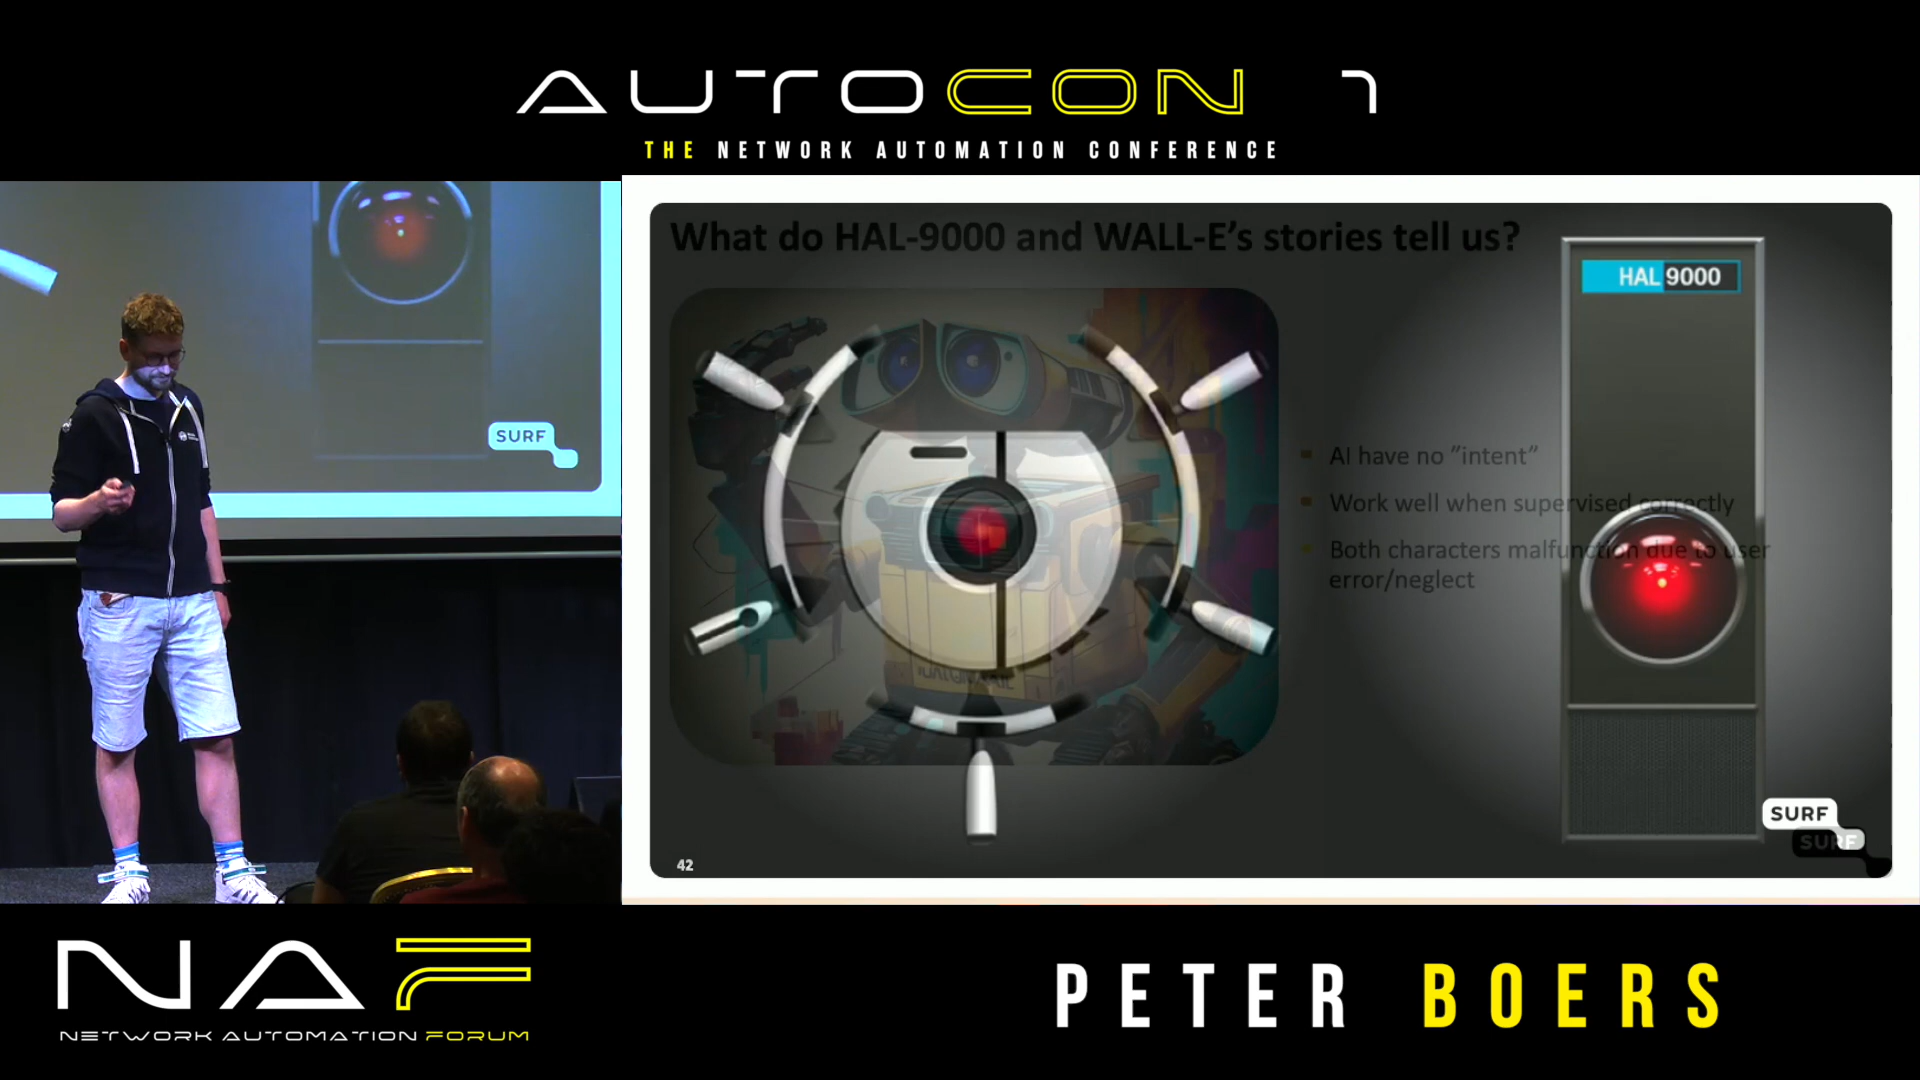 AUTOCON 1
THE NETWORK AUTOMATION CONFERENCE
SURF
What do HAL-9000 and WALL-E's stories tell us?
HAL 9000
AI have no "intent"
Work well when supervised correctly
Both characters malfunction due to user
error/neglect
SURF
SURF
42
NAF
NETWORK AUTOMATION FORUM
PETER BOERS